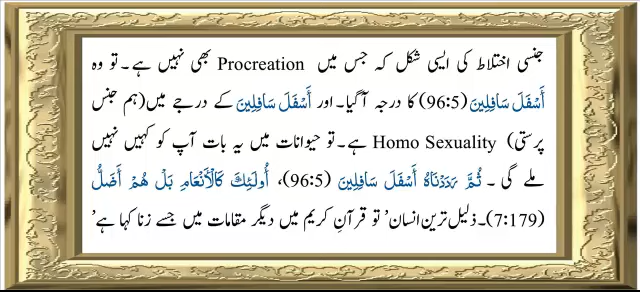 جنسی اختلاط کی ایسی شکل کہ جس میں Procreation بھی نہیں ہے۔ تو وہ
أَسْفَلَ سَافِلِينَ (96:5) کا درجہ آگیا۔ اور أَسْفَلَ سَافِلِينَ کے درجے میں (ہم جنس
پرستی) Homo Sexuality ہے۔ تو حیوانات میں یہ بات آپ کو کہیں نہیں
ملے گی۔ ثُمَّ رَدَدْنَاهُ أَسْفَلَ سَافِلِينَ (96:5)، أُولَٰئِكَ كَالْأَنْعَامِ بَلْ هُمْ أَضَلُّ
(7:179)۔ ذلیل ترین انسان’ تو قرآنِ کریم میں دیگر مقامات میں جسے زنا کہا ہے’